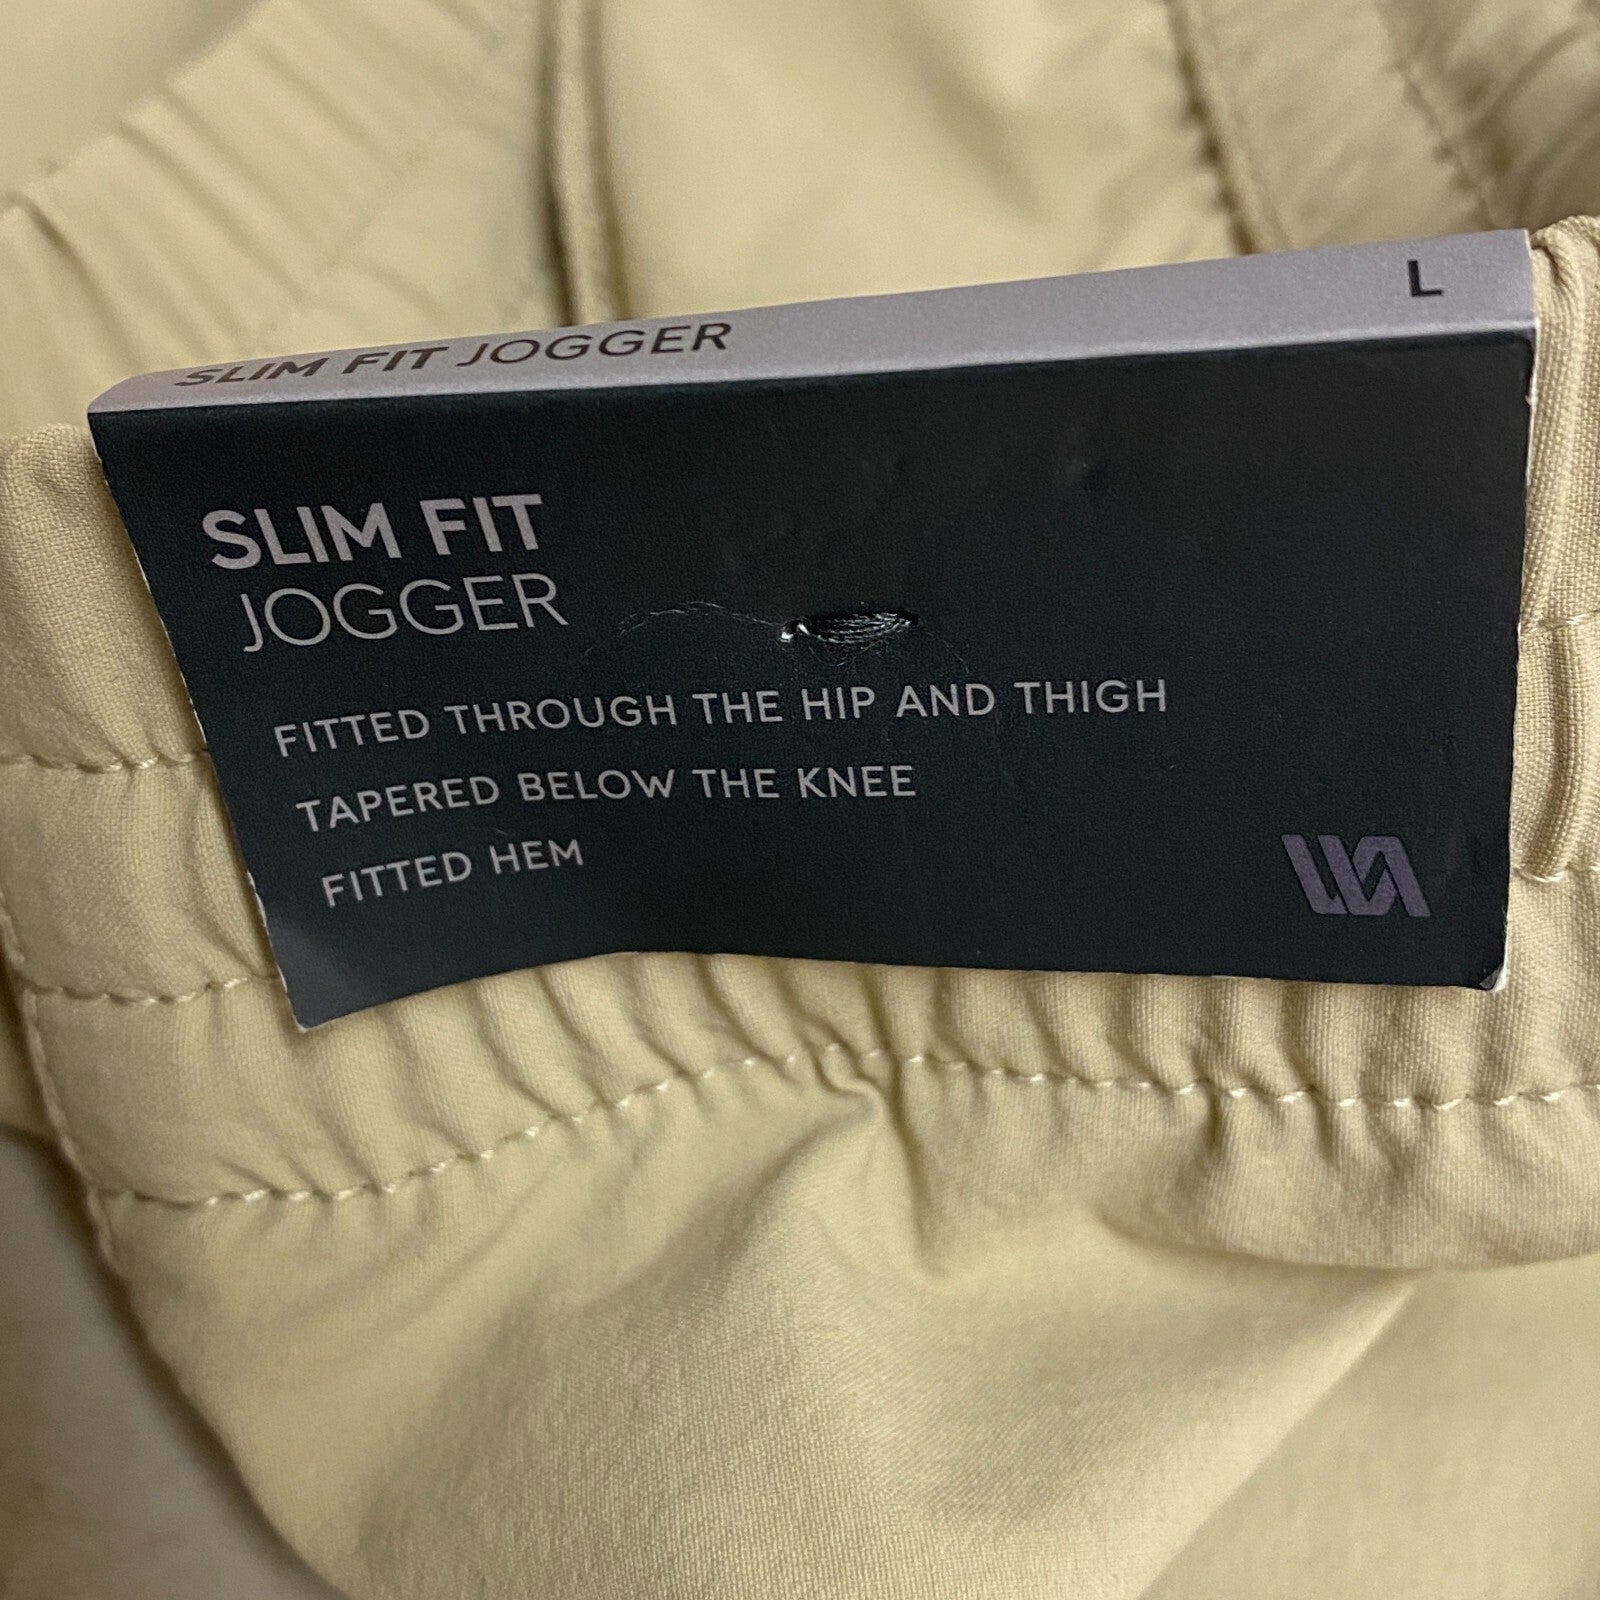 SLIM FIT JOGGER L
SLIM FIT
JOGGER
FITTED THROUGH THE HIP AND THIGH
TAPERED BELOW THE KNEE
FITTED HEM